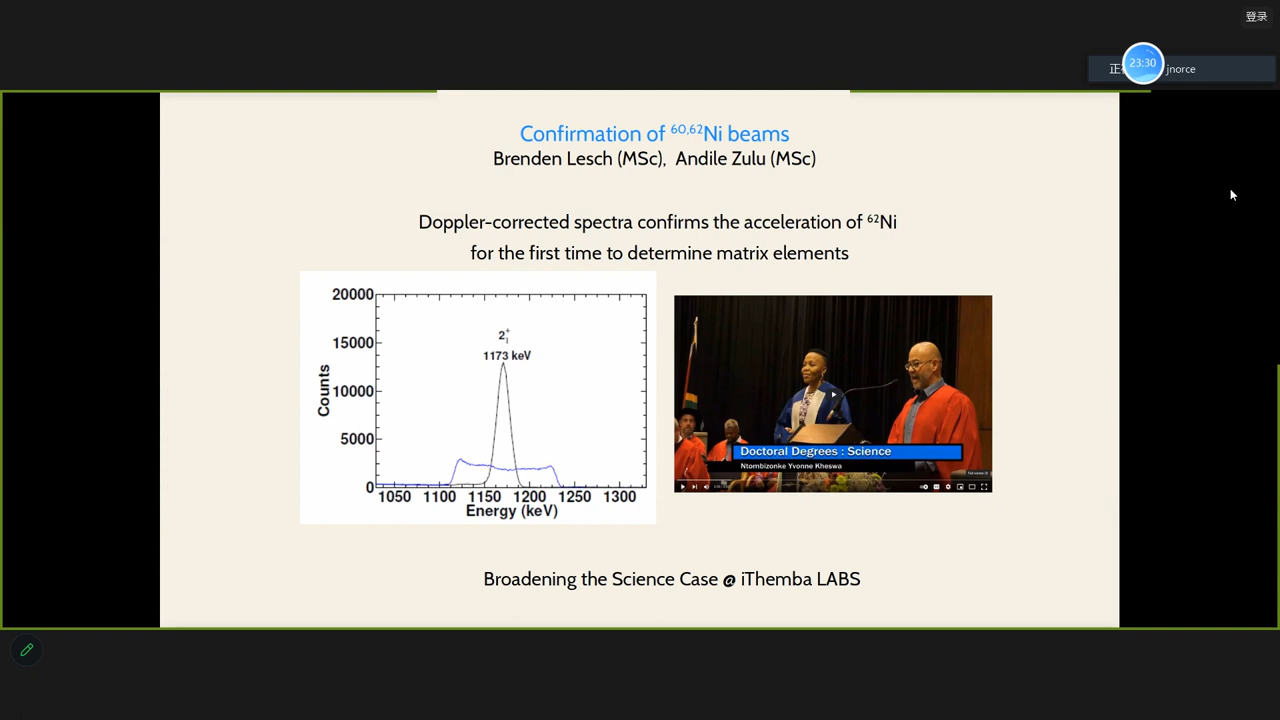 登录
23:30
正
jnorce
Confirmation of ⁶⁰,⁶²Ni beams
Brenden Lesch (MSc), Andile Zulu (MSc)
Doppler-corrected spectra confirms the acceleration of ⁶²Ni
for the first time to determine matrix elements
20000
15000
10000
5000
0
Counts
2₁⁺
1173 keV
1050 1100 1150 1200 1250 1300
Energy (keV)
Doctoral Degrees : Science
Ntombizonke Yvonne Kheswa
Broadening the Science Case @ iThemba LABS